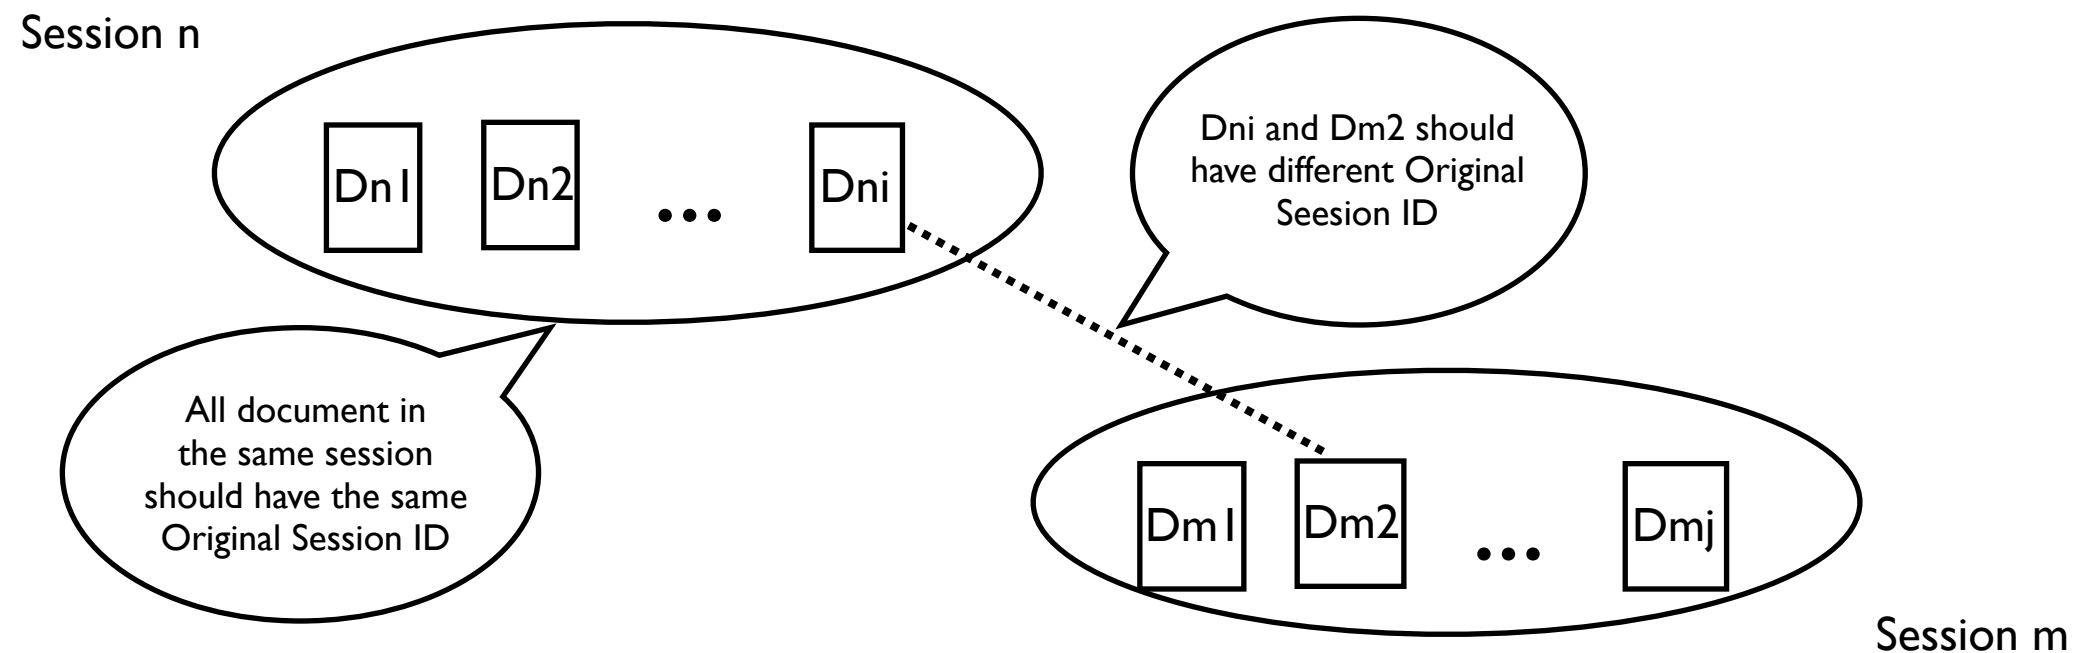 Session n
Dn1
Dn2
...
Dni
Dni and Dm2 should
have different Original
Seesion ID
All document in
the same session
should have the same
Original Session ID
Dm1
Dm2
...
Dmj
Session m